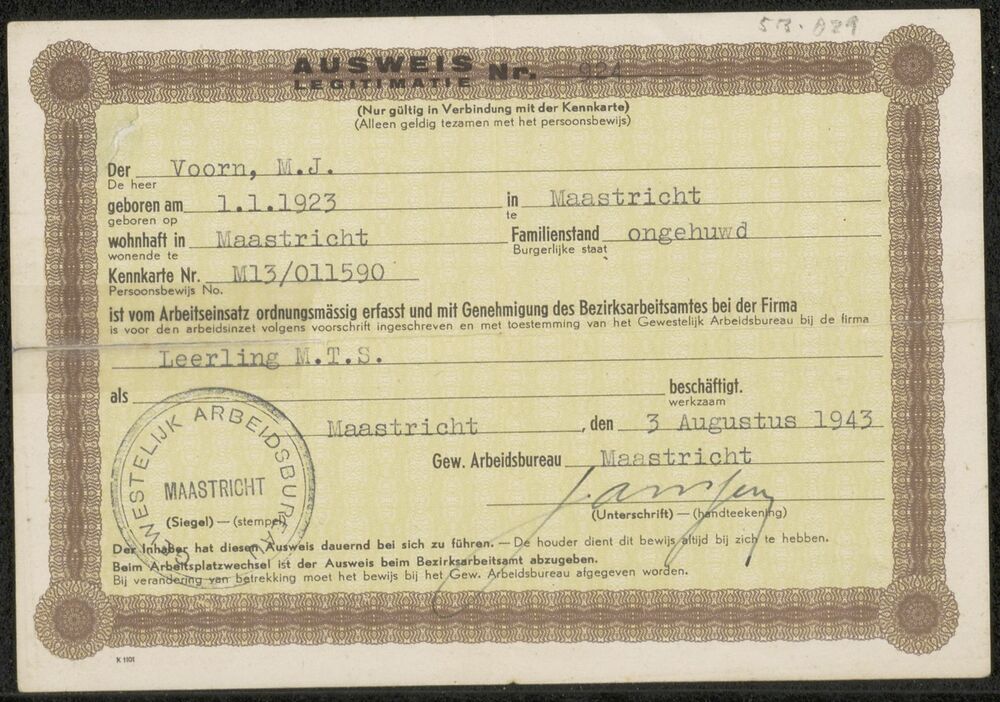 53.029
AUSWEIS Nr. 924
LEGITIMATIE
(Nur gültig in Verbindung mit der Kennkarte)
(Alleen geldig tezamen met het persoonsbewijs)
Der Voorn, M.J.
De heer
geboren am 1.1.1923 in Maastricht
geboren op te
wohnhaft in Maastricht Familienstand ongehuwd
wonende te Burgerlijke staat
Kennkarte Nr. M13/011590
Persoonsbewijs No.
ist vom Arbeitseinsatz ordnungsmässig erfasst und mit Genehmigung des Bezirksarbeitsamtes bei der Firma
is voor den arbeidsinzet volgens voorschrift ingeschreven en met toestemming van het Gewestelijk Arbeidsbureau bij de firma
Leerling M.T.S.
als beschäftigt.
werkzaam
Maastricht, den 3 Augustus 1943
Gew. Arbeidsbureau Maastricht
GEWESTELIJK ARBEIDSBUREAU
MAASTRICHT
(Siegel) — (stempel) (Unterschrift) — (handteekening)
Der Inhaber hat diesen Ausweis dauernd bei sich zu führen. — De houder dient dit bewijs altijd bij zich te hebben.
Beim Arbeitsplatzwechsel ist der Ausweis beim Bezirksarbeitsamt abzugeben.
Bij verandering van betrekking moet het bewijs bij het Gew. Arbeidsbureau afgegeven worden.
K 1101